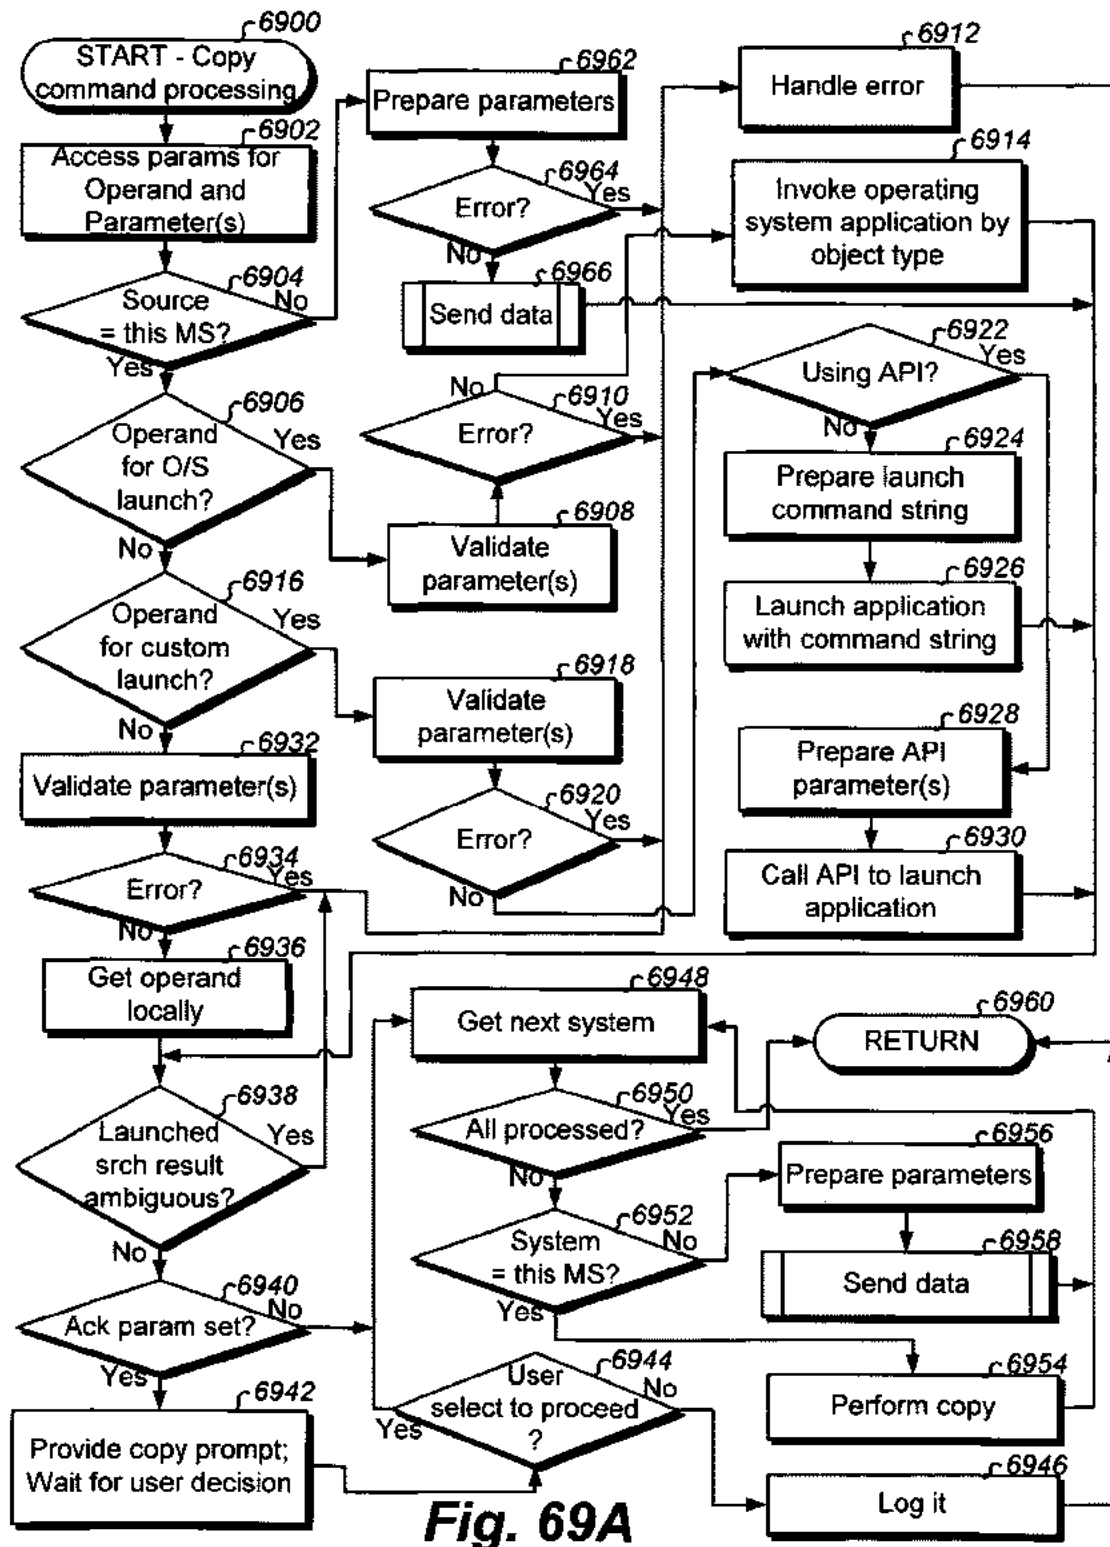 6900
START - Copy
command processing
6902
Access params for
Operand and
Parameter(s)
6904
Source
= this MS?
No
Yes
6906
Operand
for O/S
launch?
Yes
No
6916
Operand
for custom
launch?
Yes
No
6932
Validate parameter(s)
6934
Error?
Yes
No
6936
Get operand
locally
6938
Launched
srch result
ambiguous?
Yes
No
6940
Ack param set?
No
Yes
6942
Provide copy prompt;
Wait for user decision
6962
Prepare parameters
6964
Error?
Yes
No
6966
Send data
No
6910
Error?
Yes
6908
Validate
parameter(s)
6918
Validate
parameter(s)
6920
Error?
Yes
No
6912
Handle error
6914
Invoke operating
system application by
object type
6922
Using API?
Yes
No
6924
Prepare launch
command string
6926
Launch application
with command string
6928
Prepare API
parameter(s)
6930
Call API to launch
application
6948
Get next system
6950
All processed?
Yes
No
6952
System
= this MS?
No
Yes
6944
User
select to proceed
?
No
Yes
6960
RETURN
6956
Prepare parameters
6958
Send data
6954
Perform copy
6946
Log it
Fig. 69A